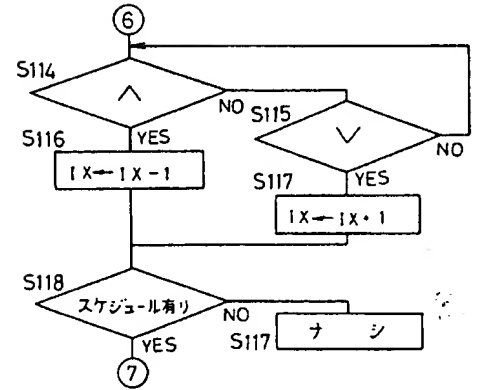 6
S114
∧
NO
S115
∨
NO
S116
YES
IX←IX-1
YES
S117
IX←IX+1
S118
スケジュール有り
NO
YES
S117
ナ シ
7